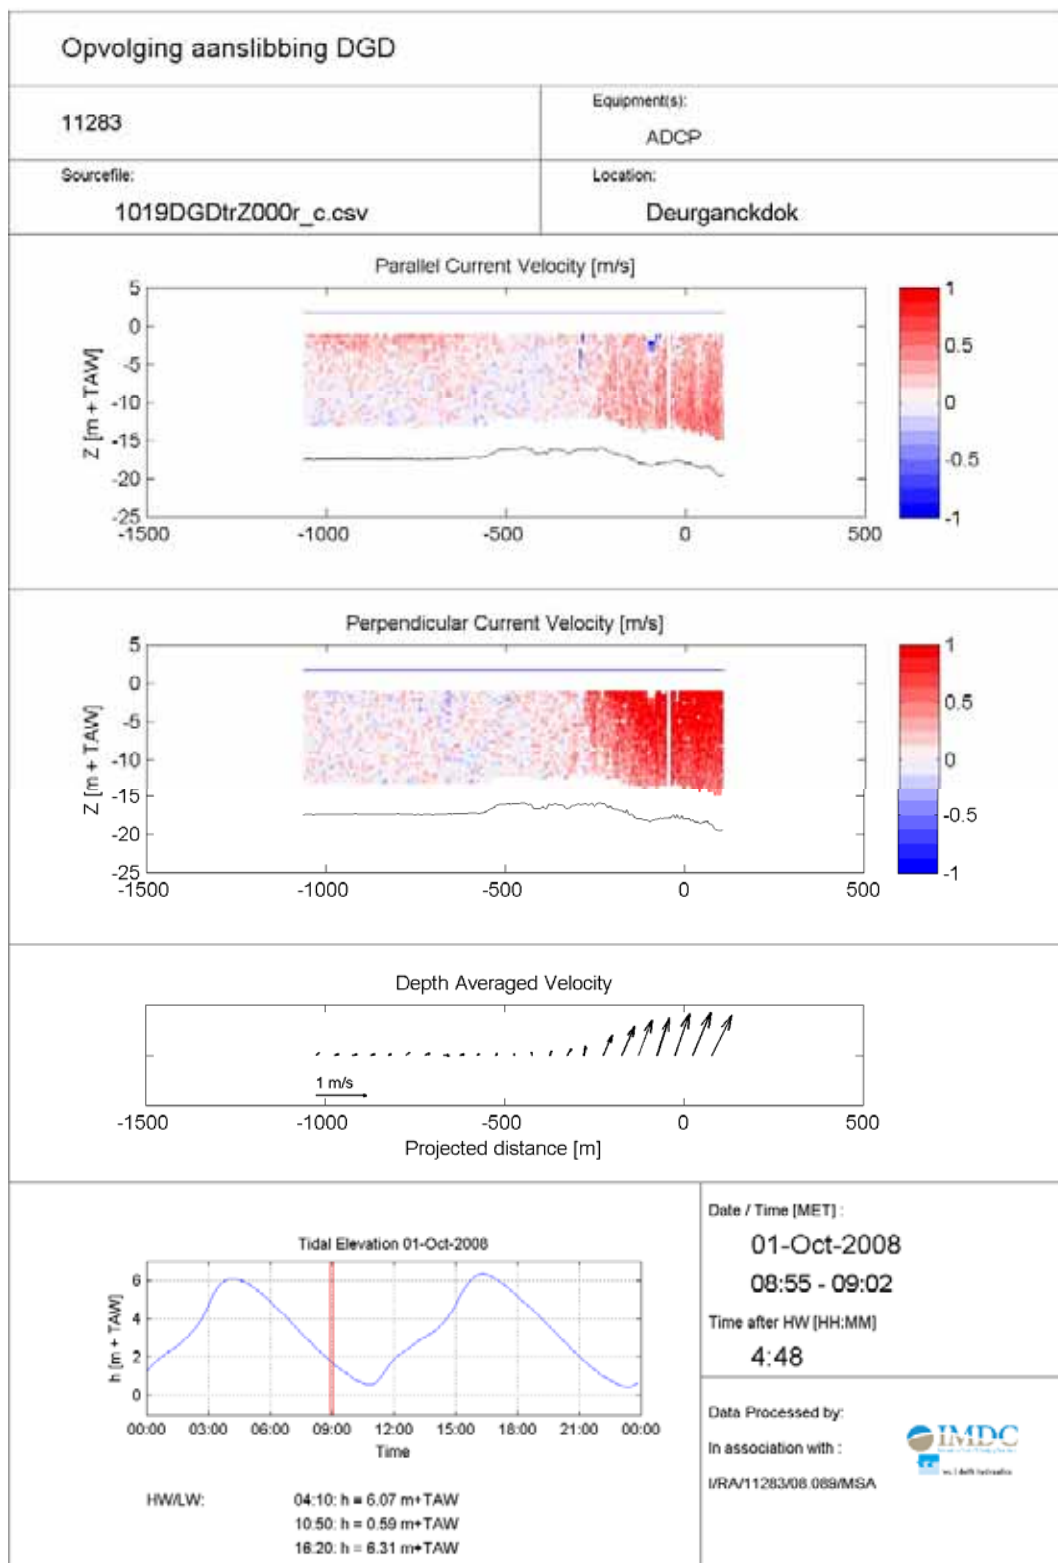 Opvolging aanslibbing DGD
11283
Equipment(s):
ADCP
Sourcefile:
1019DGDtrZ000r_c.csv
Location:
Deurganckdok
Parallel Current Velocity [m/s]
Z [m + TAW]
5
0
-5
-10
-15
-20
-25
-1500
-1000
-500
0
500
1
0.5
0
-0.5
-1
Perpendicular Current Velocity [m/s]
Z [m + TAW]
5
0
-5
-10
-15
-20
-25
-1500
-1000
-500
0
500
1
0.5
0
-0.5
-1
Depth Averaged Velocity
1 m/s
-1500
-1000
-500
0
500
Projected distance [m]
Tidal Elevation 01-Oct-2008
h [m + TAW]
6
4
2
0
00:00
03:00
06:00
09:00
12:00
15:00
18:00
21:00
00:00
Time
HW/LW:
04:10: h = 6.07 m+TAW
10:50: h = 0.59 m+TAW
16:20: h = 6.31 m+TAW
Date / Time [MET] :
01-Oct-2008
08:55 - 09:02
Time after HW [HH:MM]
4:48
Data Processed by:
In association with :
I/RA/11283/08.089/MSA
IMDC
wl | delft hydraulics